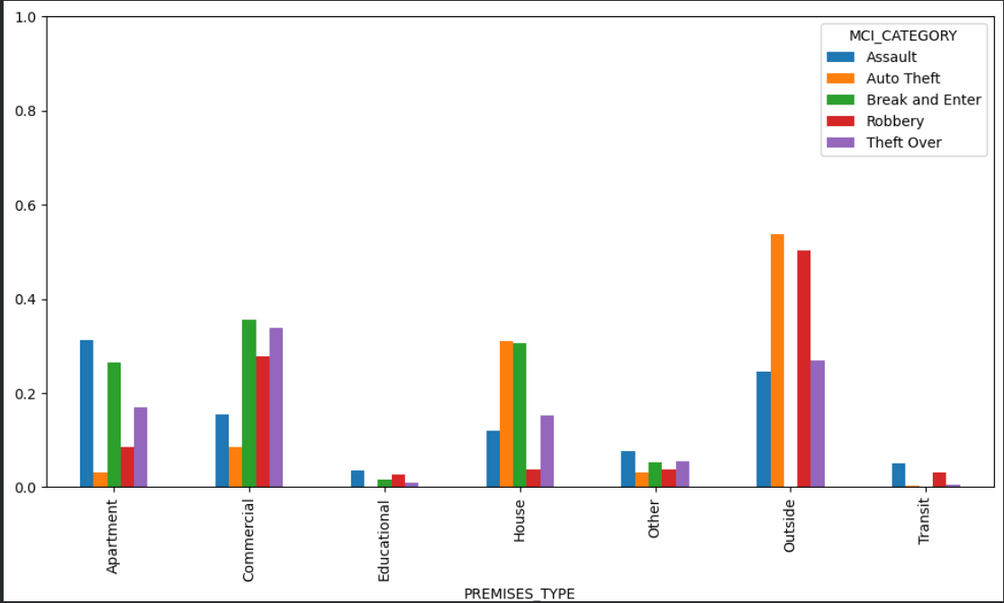 1.0
0.8
0.6
0.4
0.2
0.0
MCI_CATEGORY
Assault
Auto Theft
Break and Enter
Robbery
Theft Over
Apartment
Commercial
Educational
House
Other
Outside
Transit
PREMISES_TYPE